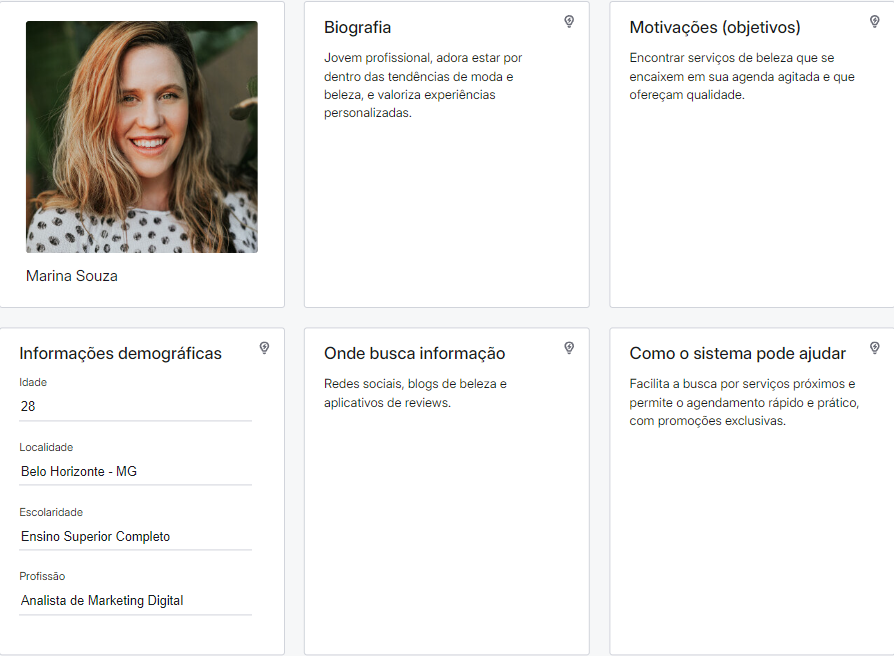 Marina Souza
Biografia
Jovem profissional, adora estar por
dentro das tendências de moda e
beleza, e valoriza experiências
personalizadas.
Motivações (objetivos)
Encontrar serviços de beleza que se
encaixem em sua agenda agitada e que
ofereçam qualidade.
Informações demográficas
Idade
28
Localidade
Belo Horizonte - MG
Escolaridade
Ensino Superior Completo
Profissão
Analista de Marketing Digital
Onde busca informação
Redes sociais, blogs de beleza e
aplicativos de reviews.
Como o sistema pode ajudar
Facilita a busca por serviços próximos e
permite o agendamento rápido e prático,
com promoções exclusivas.